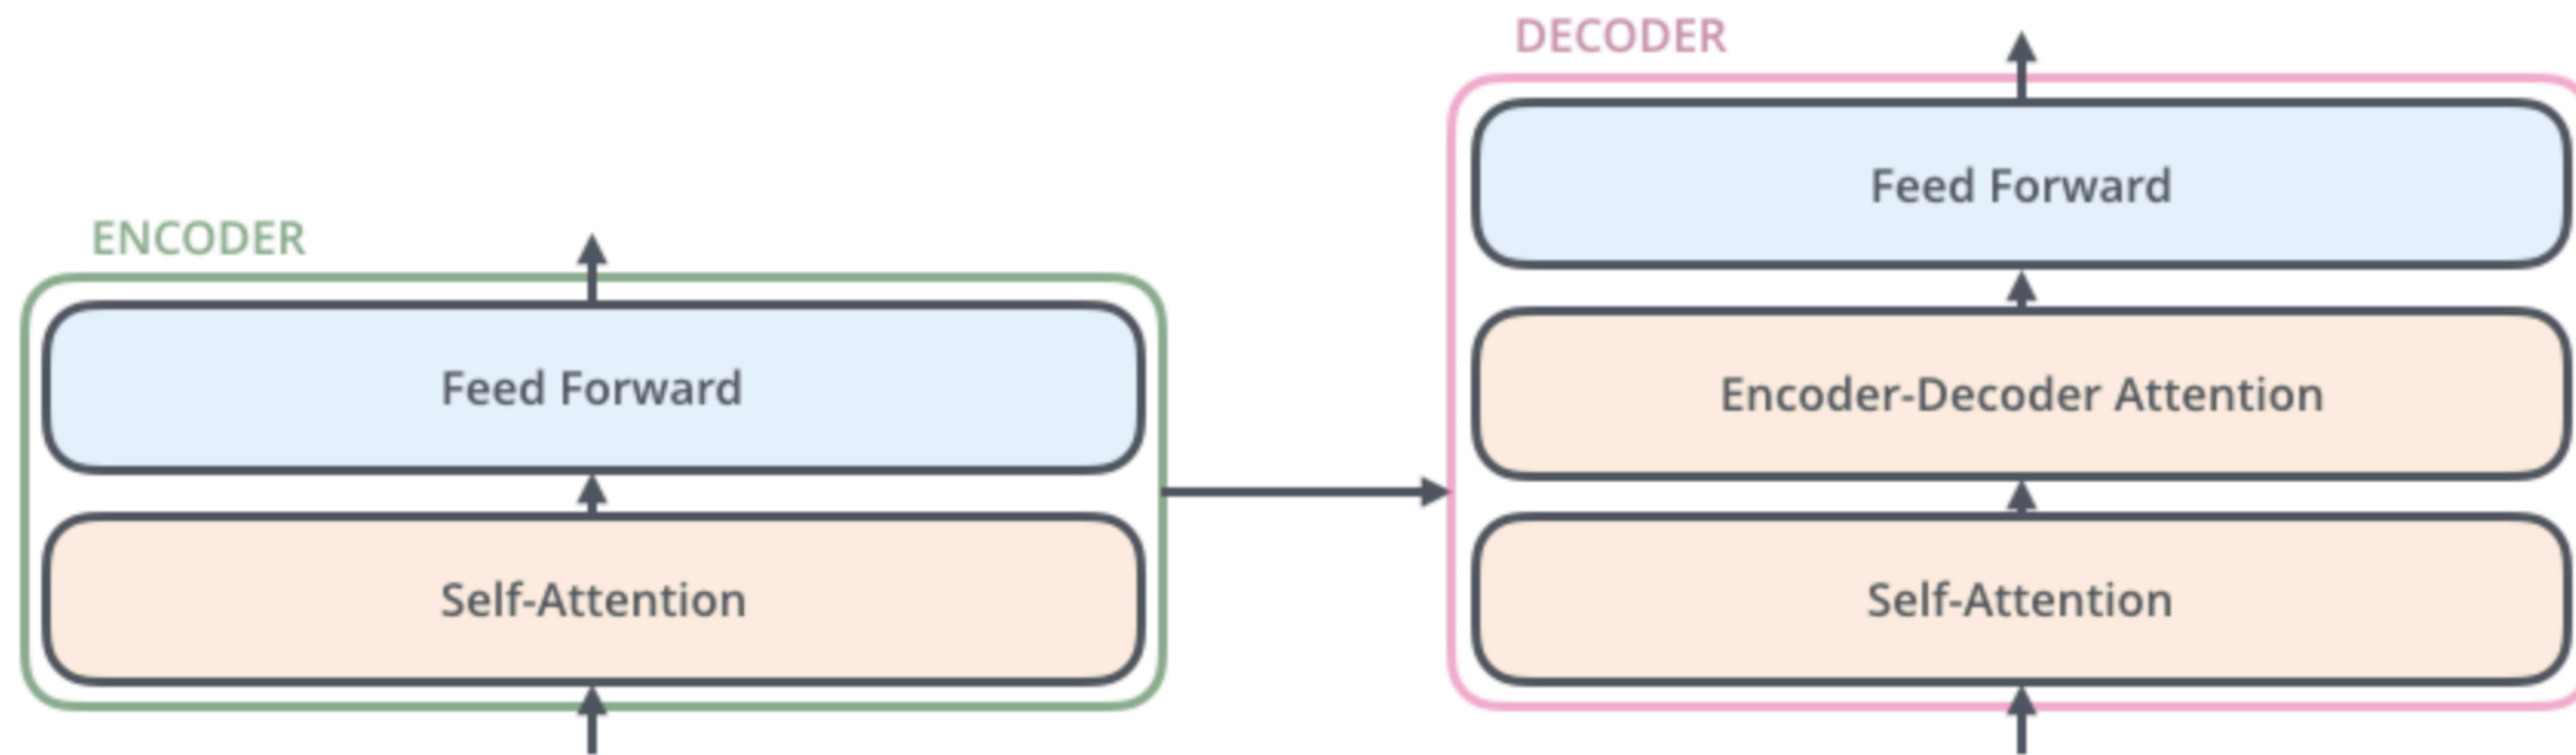 ENCODER
Feed Forward
Self-Attention
DECODER
Feed Forward
Encoder-Decoder Attention
Self-Attention